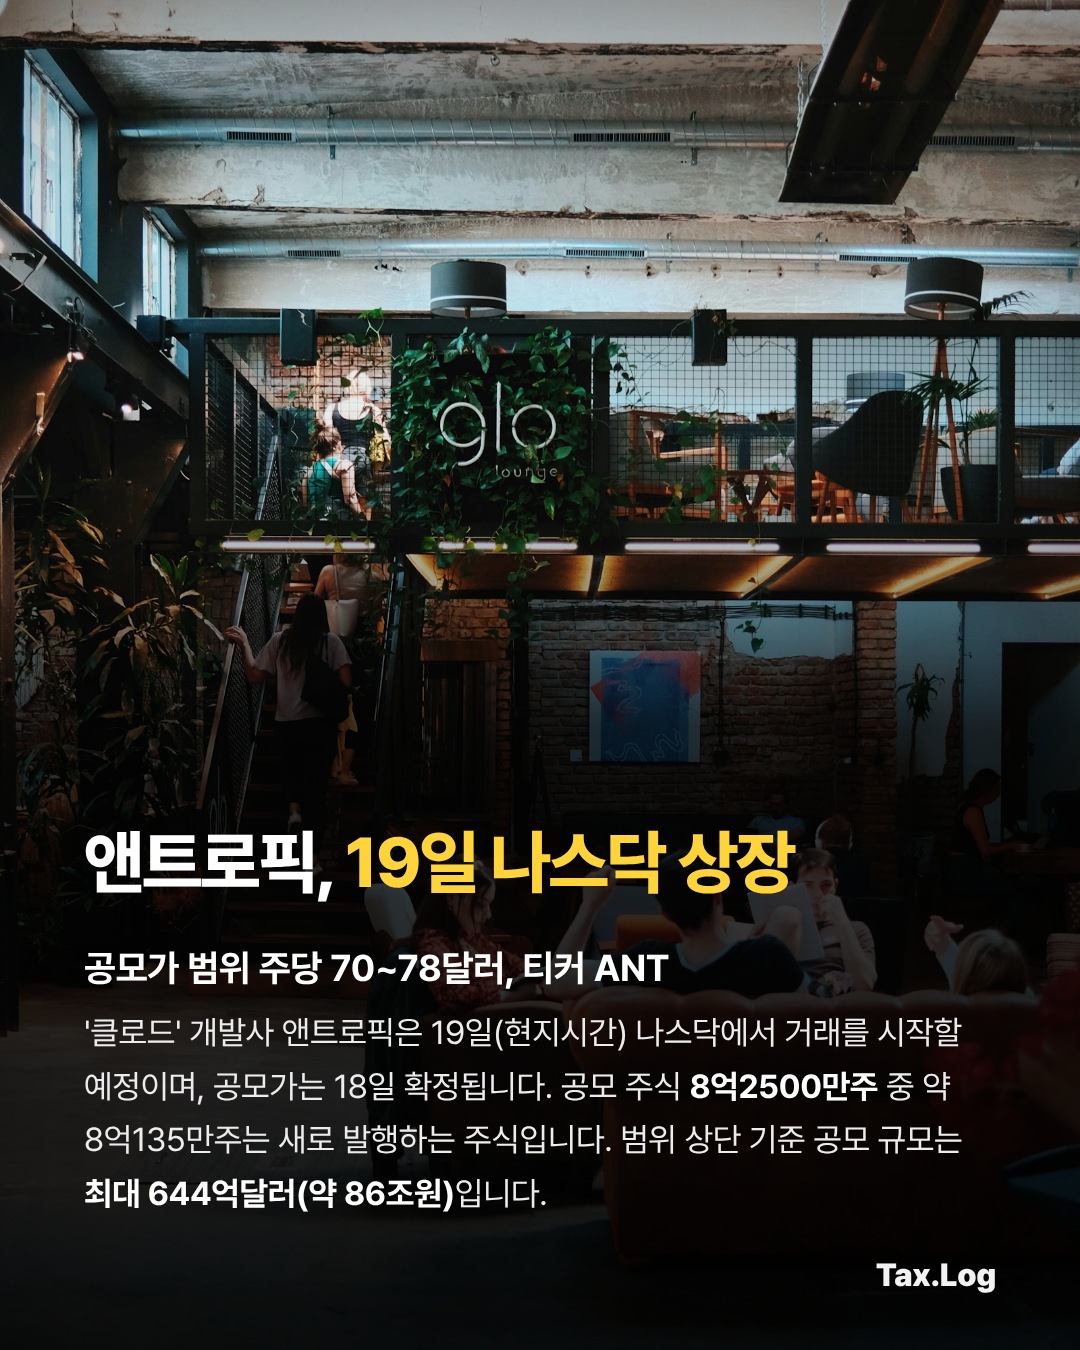 glo
lounge
앤트로픽, 19일 나스닥 상장
공모가 범위 주당 70~78달러, 티커 ANT
'클로드' 개발사 앤트로픽은 19일(현지시간) 나스닥에서 거래를 시작할
예정이며, 공모가는 18일 확정됩니다. 공모 주식 8억2500만주 중 약
8억135만주는 새로 발행하는 주식입니다. 범위 상단 기준 공모 규모는
최대 644억달러(약 86조원)입니다.
Tax.Log